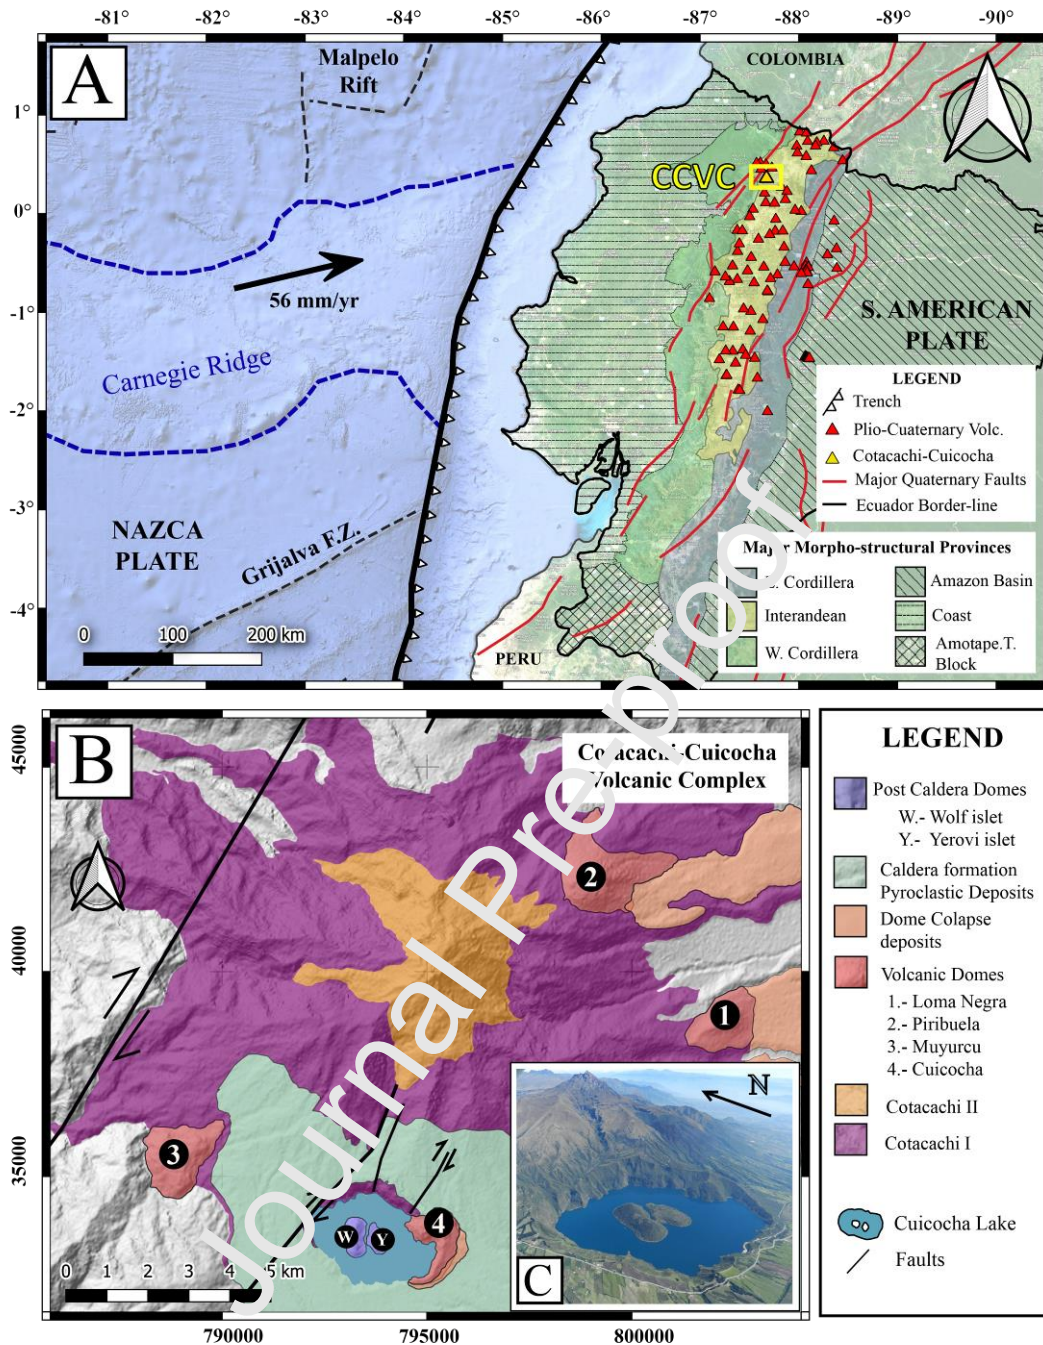 -81° -82° -83° -84° -85° -86° -87° -88° -90°
A
Malpelo
Rift
COLOMBIA
1°
0°
-1°
-2°
-3°
-4°
CCVC
56 mm/yr
Carnegie Ridge
S. AMERICAN
PLATE
NAZCA
PLATE
Grijalva F.Z.
0 100 200 km
PERU
LEGEND
Trench
Plio-Cuaternary Volc.
Cotacachi-Cuicocha
Major Quaternary Faults
Ecuador Border-line
Major Morpho-structural Provinces
Cordillera
Interandean
W. Cordillera
Amazon Basin
Coast
Amotape.T.
Block
Journal Pre-proof
B
Cotacachi-Cuicocha
Volcanic Complex
45000
40000
35000
2
1
3
4
W Y
0 1 2 3 4 5 km
790000 795000 800000
N
C
LEGEND
Post Caldera Domes
W.- Wolf islet
Y.- Yerovi islet
Caldera formation
Pyroclastic Deposits
Dome Colapse
deposits
Volcanic Domes
1.- Loma Negra
2.- Piribuela
3.- Muyurcu
4.- Cuicocha
Cotacachi II
Cotacachi I
Cuicocha Lake
Faults